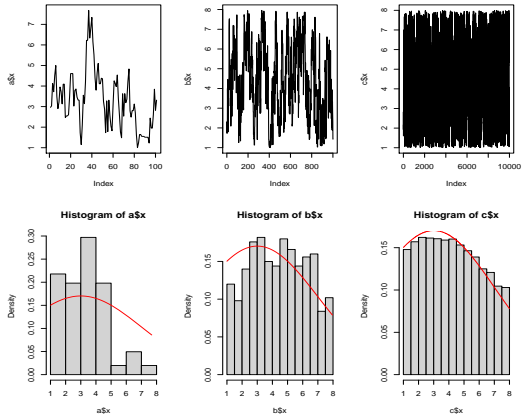 a$x
1 2 3 4 5 6 7
0 20 40 60 80 100
Index
b$x
1 2 3 4 5 6 7 8
0 200 400 600 800
Index
c$x
1 2 3 4 5 6 7 8
0 2000 6000 10000
Index
Histogram of a$x
Density
0.00 0.05 0.10 0.15 0.20 0.25 0.30
1 2 3 4 5 6 7 8
a$x
Histogram of b$x
Density
0.00 0.05 0.10 0.15
1 2 3 4 5 6 7 8
b$x
Histogram of c$x
Density
0.00 0.05 0.10 0.15
1 2 3 4 5 6 7 8
c$x